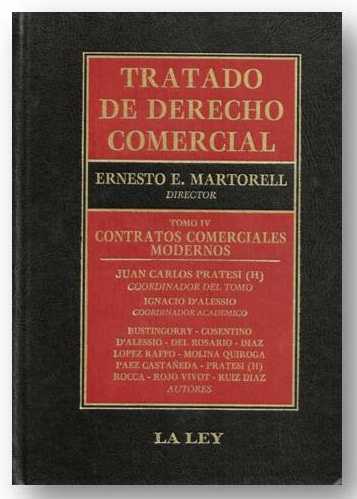 TRATADO
DE DERECHO
COMERCIAL
ERNESTO E. MARTORELL
DIRECTOR
TOMO IV
CONTRATOS COMERCIALES
MODERNOS
JUAN CARLOS PRATESI (H)
COORDINADOR DEL TOMO
IGNACIO D'ALESSIO
COORDINADOR ACADEMICO
BUSTINGORRY - COSENTINO
D'ALESSIO - DEL ROSARIO - DIAZ
LOPEZ RAFFO - MOLINA QUIROGA
PAEZ CASTAÑEDA - PRATESI (H)
ROCCA - ROJO VIVOT - RUIZ DIAZ
AUTORES
LA LEY